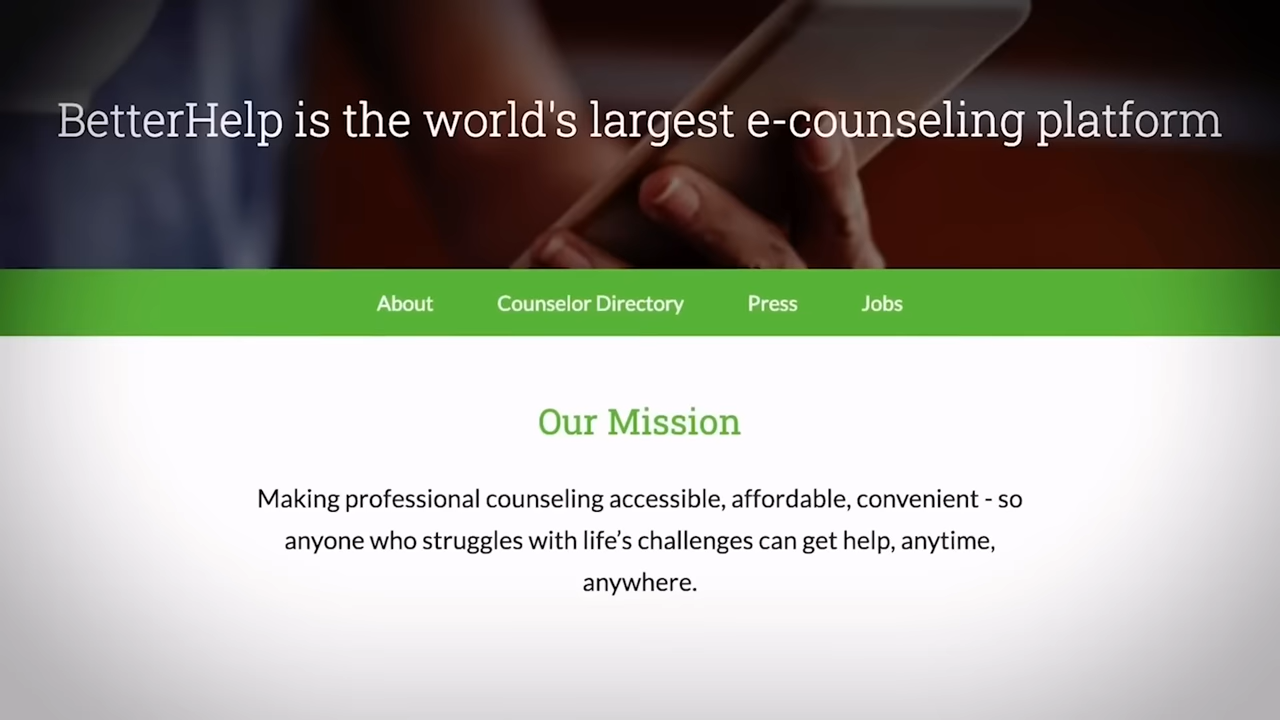 BetterHelp is the world's largest e-counseling platform
About Counselor Directory Press Jobs
Our Mission
Making professional counseling accessible, affordable, convenient - so
anyone who struggles with life’s challenges can get help, anytime,
anywhere.